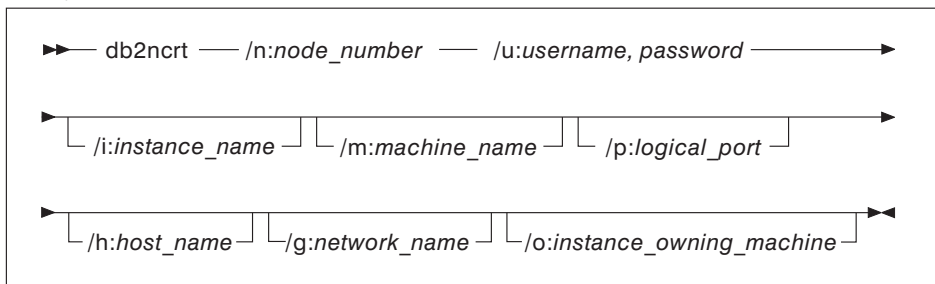 db2ncrt /n:node_number /u:username, password
/i:instance_name /m:machine_name /p:logical_port
/h:host_name /g:network_name /o:instance_owning_machine